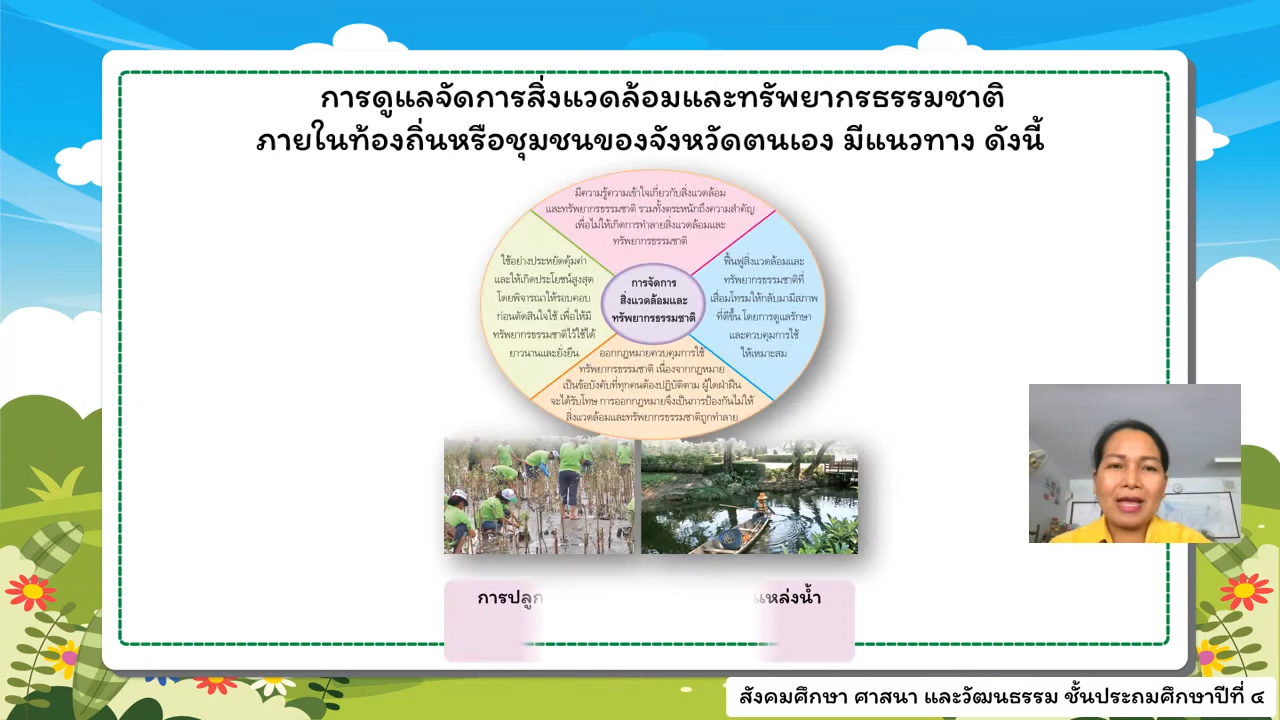 การดูแลจัดการสิ่งแวดล้อมและทรัพยากรธรรมชาติ
ภายในท้องถิ่นหรือชุมชนของจังหวัดตนเอง มีแนวทาง ดังนี้
มีความรู้ความเข้าใจเกี่ยวกับสิ่งแวดล้อม
และทรัพยากรธรรมชาติ รวมทั้งตระหนักถึงความสำคัญ
เพื่อไม่ให้เกิดการทำลายสิ่งแวดล้อมและ
ทรัพยากรธรรมชาติ
ใช้อย่างประหยัดคุ้มค่า
และให้เกิดประโยชน์สูงสุด
โดยพิจารณาให้รอบคอบ
ก่อนตัดสินใจใช้ เพื่อให้มี
ทรัพยากรธรรมชาติไว้ใช้ได้
ยาวนานและยั่งยืน
การจัดการ
สิ่งแวดล้อมและ
ทรัพยากรธรรมชาติ
ฟื้นฟูสิ่งแวดล้อมและ
ทรัพยากรธรรมชาติที่
เสื่อมโทรมให้กลับมามีสภาพ
ที่ดีขึ้น โดยการดูแลรักษา
และควบคุมการใช้
ให้เหมาะสม
ออกกฎหมายควบคุมการใช้
ทรัพยากรธรรมชาติ เนื่องจากกฎหมาย
เป็นข้อบังคับที่ทุกคนต้องปฏิบัติตาม ผู้ใดฝ่าฝืน
จะได้รับโทษ การออกกฎหมายจึงเป็นการป้องกันไม่ให้
สิ่งแวดล้อมและทรัพยากรธรรมชาติถูกทำลาย
การปลูก
แหล่งน้ำ
สังคมศึกษา ศาสนา และวัฒนธรรม ชั้นประถมศึกษาปีที่ ๔